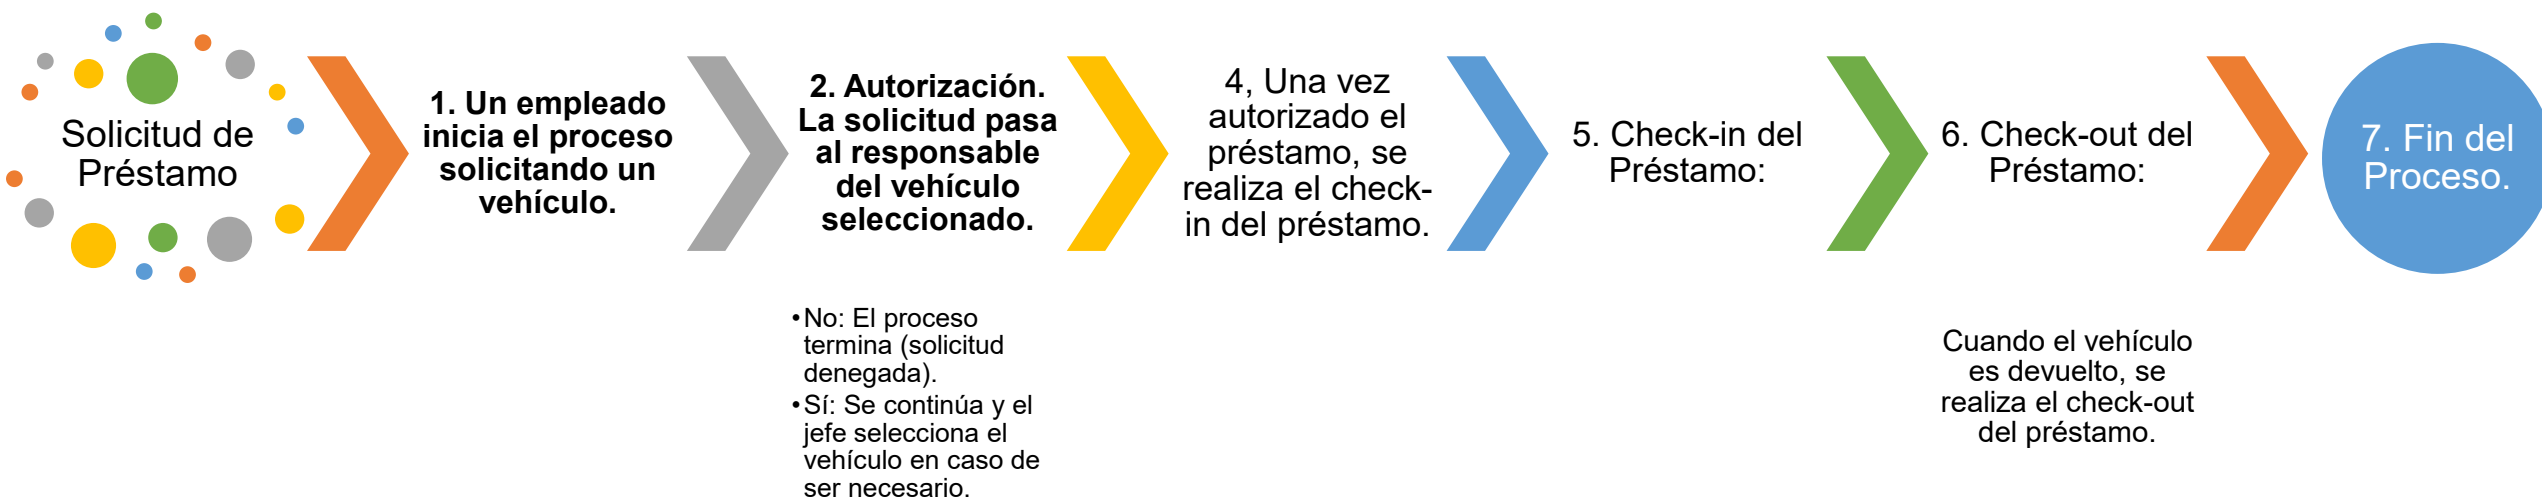 Solicitud de
Préstamo
1. Un empleado
inicia el proceso
solicitando un
vehículo.
2. Autorización.
La solicitud pasa
al responsable
del vehículo
seleccionado.
•No: El proceso
termina (solicitud
denegada).
•Sí: Se continúa y el
jefe selecciona el
vehículo en caso de
ser necesario.
4, Una vez
autorizado el
préstamo, se
realiza el check-
in del préstamo.
5. Check-in del
Préstamo:
6. Check-out del
Préstamo:
Cuando el vehículo
es devuelto, se
realiza el check-out
del préstamo.
7. Fin del
Proceso.